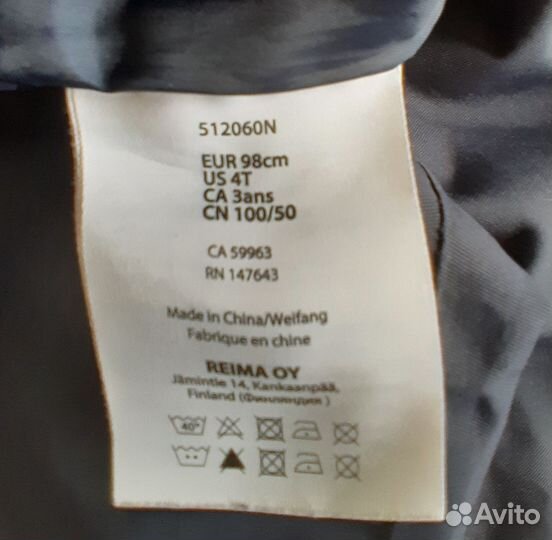 512060N
EUR 98cm
US 4T
CA 3ans
CN 100/50
CA 59963
RN 147643
Made in China/Weifang
Fabrique en chine
REIMA OY
Jämintie 14, Kankaanpää,
Finland (Финляндия)
40°
Avito